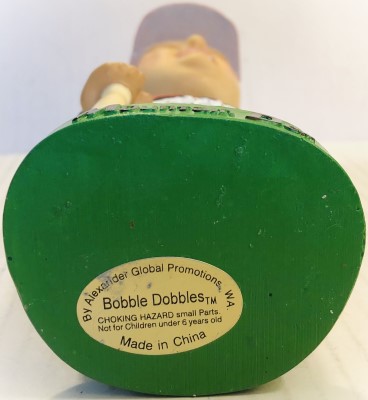 By Alexander Global Promotions, WA.
Bobble Dobbles™
CHOKING HAZARD small Parts.
Not for Children under 6 years old
Made in China